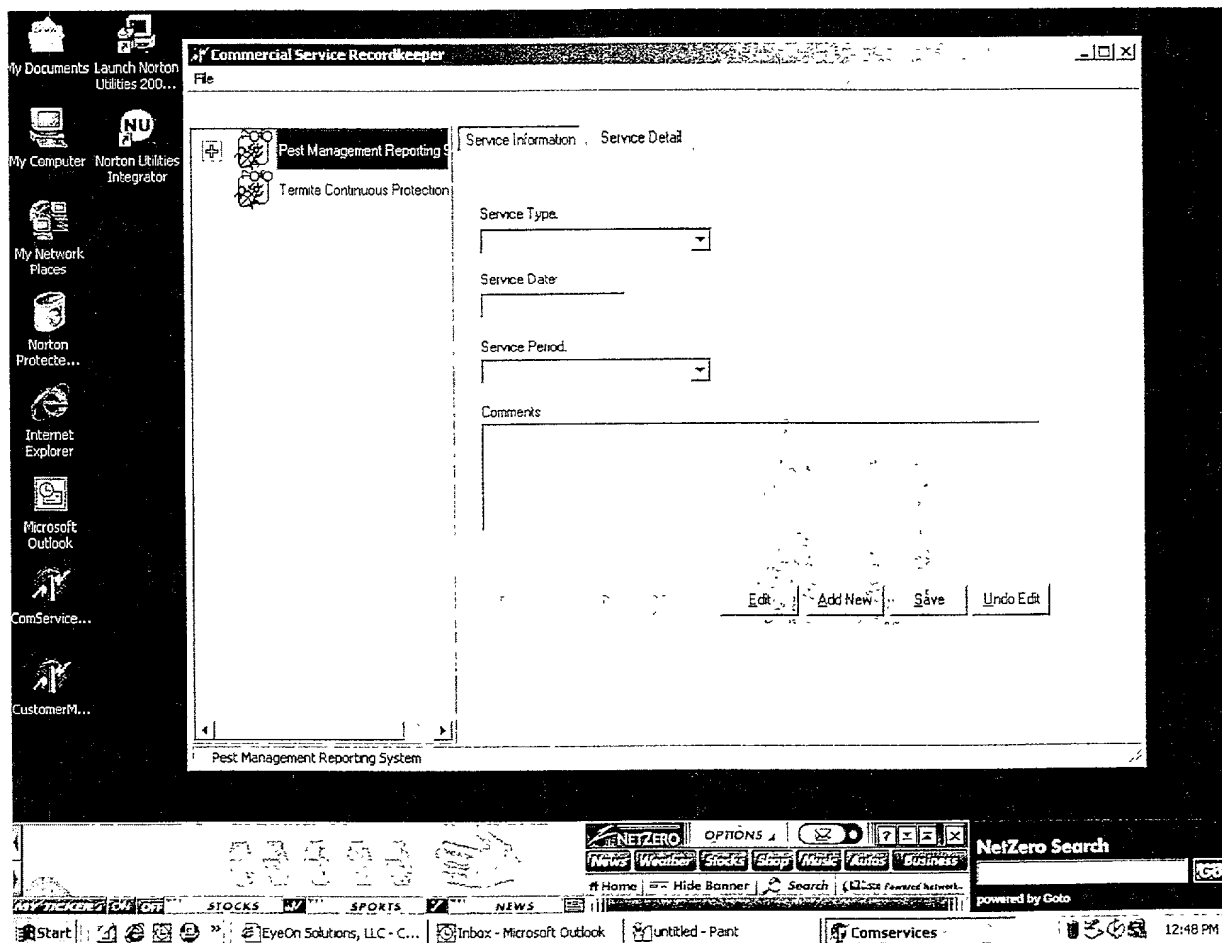 My Documents
Launch Norton
Utilities 200...
My Computer
Norton Utilities
Integrator
My Network
Places
Norton
Protecte...
Internet
Explorer
Microsoft
Outlook
ComService...
CustomerM...
Commercial Service Recordkeeper
File
Pest Management Reporting S
Termite Continuous Protection
Service Information
Service Detail
Service Type.
Service Date
Service Period.
Comments
Edit
Add New
Save
Undo Edit
Pest Management Reporting System
NETZERO
OPTIONS
News Weather Stocks Shop Music Autos Business
Home
Hide Banner
Search
NetZero Search
GO
powered by Goto
STOCKS
SPORTS
NEWS
Start
EyeOn Solutions, LLC - C...
Inbox - Microsoft Outlook
untitled - Paint
Comservices
12:48 PM